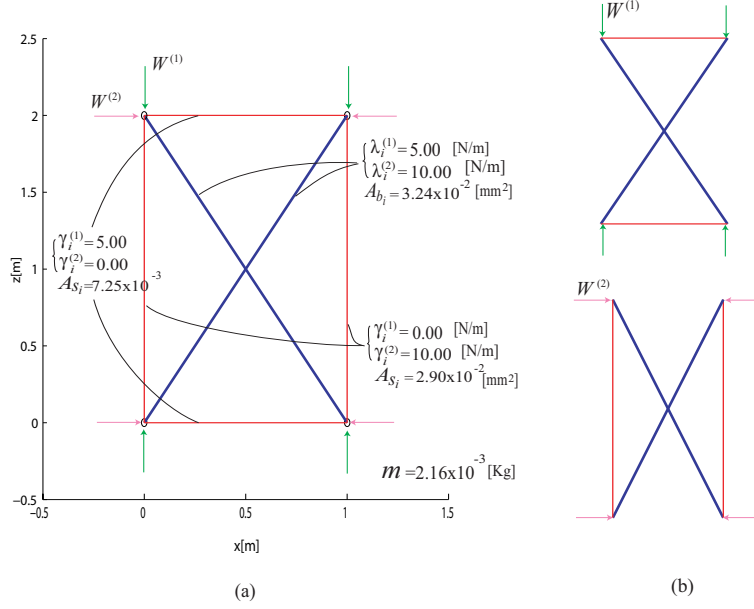 W⁽¹⁾
W⁽²⁾
2.5
2
1.5
1
0.5
0
−0.5
−0.5
0
0.5
1
1.5
z[m]
x[m]
λᵢ⁽¹⁾=5.00 [N/m]
λᵢ⁽²⁾=10.00 [N/m]
A_bᵢ=3.24x10⁻² [mm²]
γᵢ⁽¹⁾=5.00
γᵢ⁽²⁾=0.00
A_sᵢ=7.25x10⁻³
γᵢ⁽¹⁾=0.00 [N/m]
γᵢ⁽²⁾=10.00 [N/m]
A_sᵢ=2.90x10⁻² [mm²]
m=2.16x10⁻³ [Kg]
(a)
W⁽¹⁾
W⁽²⁾
(b)